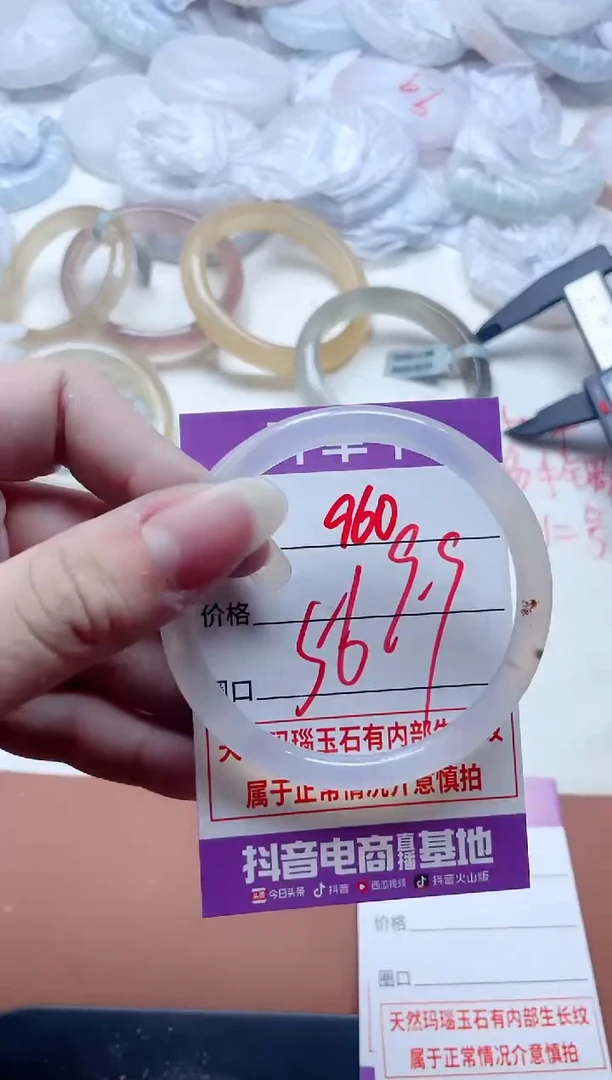 960
价格
9.9
56
圈口
天然玛瑙玉石有内部生长纹
属于正常情况介意慎拍
抖音电商直播基地
头条 今日头条 抖音 西瓜视频 抖音火山版
价格
圈口
天然玛瑙玉石有内部生长纹
属于正常情况介意慎拍